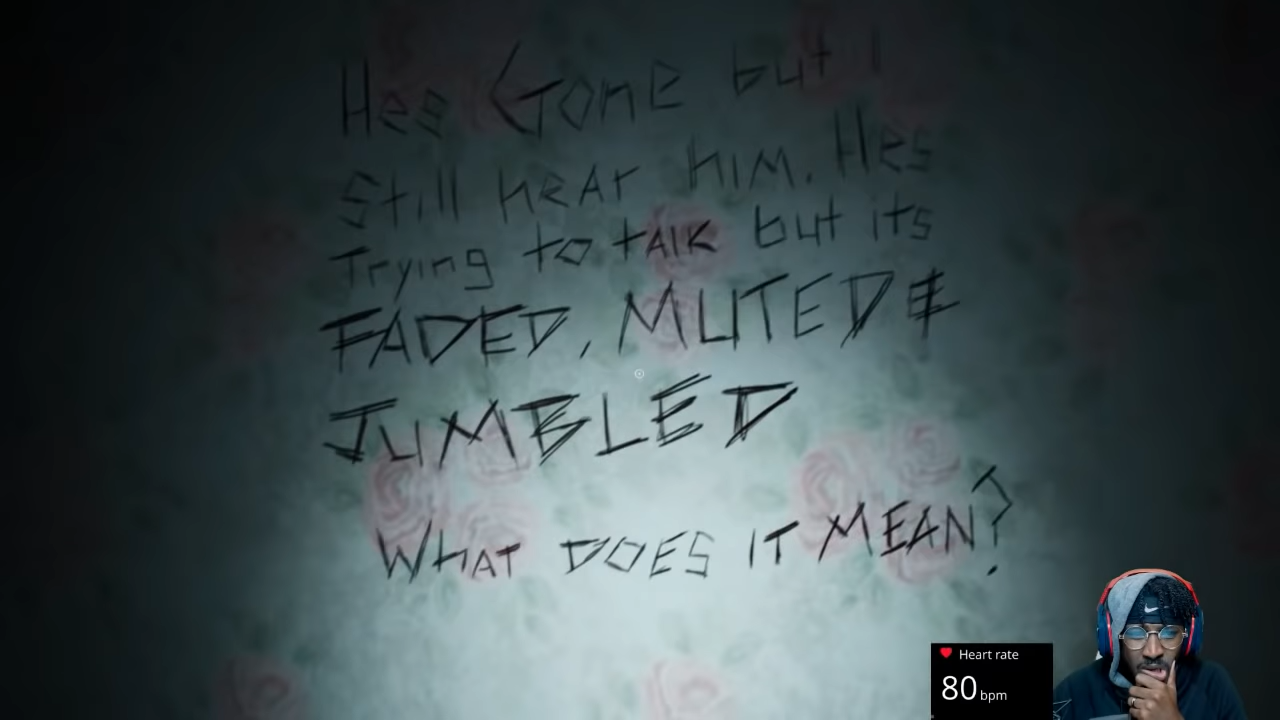 Hes Gone but I
Still hear him. Hes
Trying to talk but its
FADED, MUTED &
JUMBLED
WHAT DOES IT MEAN?
Heart rate
80 bpm